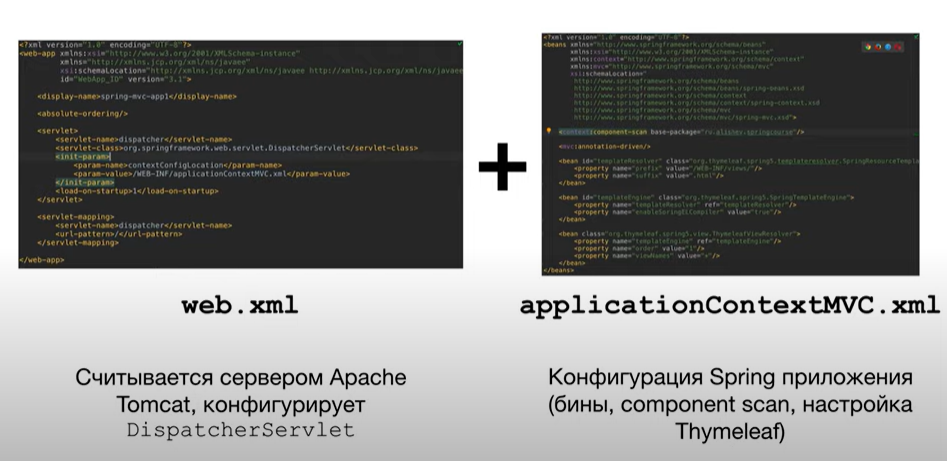 <?xml version="1.0" encoding="UTF-8"?>
<web-app xmlns:xsi="http://www.w3.org/2001/XMLSchema-instance"
xmlns="http://xmlns.jcp.org/xml/ns/javaee"
xsi:schemaLocation="http://xmlns.jcp.org/xml/ns/javaee http://xmlns.jcp.org/xml/ns/javaee
id="WebApp_ID" version="3.1">
<display-name>spring-mvc-app1</display-name>
<absolute-ordering/>
<servlet>
<servlet-name>dispatcher</servlet-name>
<servlet-class>org.springframework.web.servlet.DispatcherServlet</servlet-class>
<init-param>
<param-name>contextConfigLocation</param-name>
<param-value>/WEB-INF/applicationContextMVC.xml</param-value>
</init-param>
<load-on-startup>1</load-on-startup>
</servlet>
<servlet-mapping>
<servlet-name>dispatcher</servlet-name>
<url-pattern>/</url-pattern>
</servlet-mapping>
</web-app>
+
<?xml version="1.0" encoding="UTF-8"?>
<beans xmlns="http://www.springframework.org/schema/beans"
xmlns:xsi="http://www.w3.org/2001/XMLSchema-instance"
xmlns:context="http://www.springframework.org/schema/context"
xmlns:mvc="http://www.springframework.org/schema/mvc"
xsi:schemaLocation="
http://www.springframework.org/schema/beans
http://www.springframework.org/schema/beans/spring-beans.xsd
http://www.springframework.org/schema/context
http://www.springframework.org/schema/context/spring-context.xsd
http://www.springframework.org/schema/mvc
http://www.springframework.org/schema/mvc/spring-mvc.xsd">
<context:component-scan base-package="ru.alishev.springcourse"/>
<mvc:annotation-driven/>
<bean id="templateResolver" class="org.thymeleaf.spring5.templateresolver.SpringResourceTempla
<property name="prefix" value="/WEB-INF/views/"/>
<property name="suffix" value=".html"/>
</bean>
<bean id="templateEngine" class="org.thymeleaf.spring5.SpringTemplateEngine">
<property name="templateResolver" ref="templateResolver"/>
<property name="enableSpringELCompiler" value="true"/>
</bean>
<bean class="org.thymeleaf.spring5.view.ThymeleafViewResolver">
<property name="templateEngine" ref="templateEngine"/>
<property name="order" value="1"/>
<property name="viewNames" value="*"/>
</bean>
</beans>
web.xml
applicationContextMVC.xml
Считывается сервером Apache
Tomcat, конфигурирует
DispatcherServlet
Конфигурация Spring приложения
(бины, component scan, настройка
Thymeleaf)